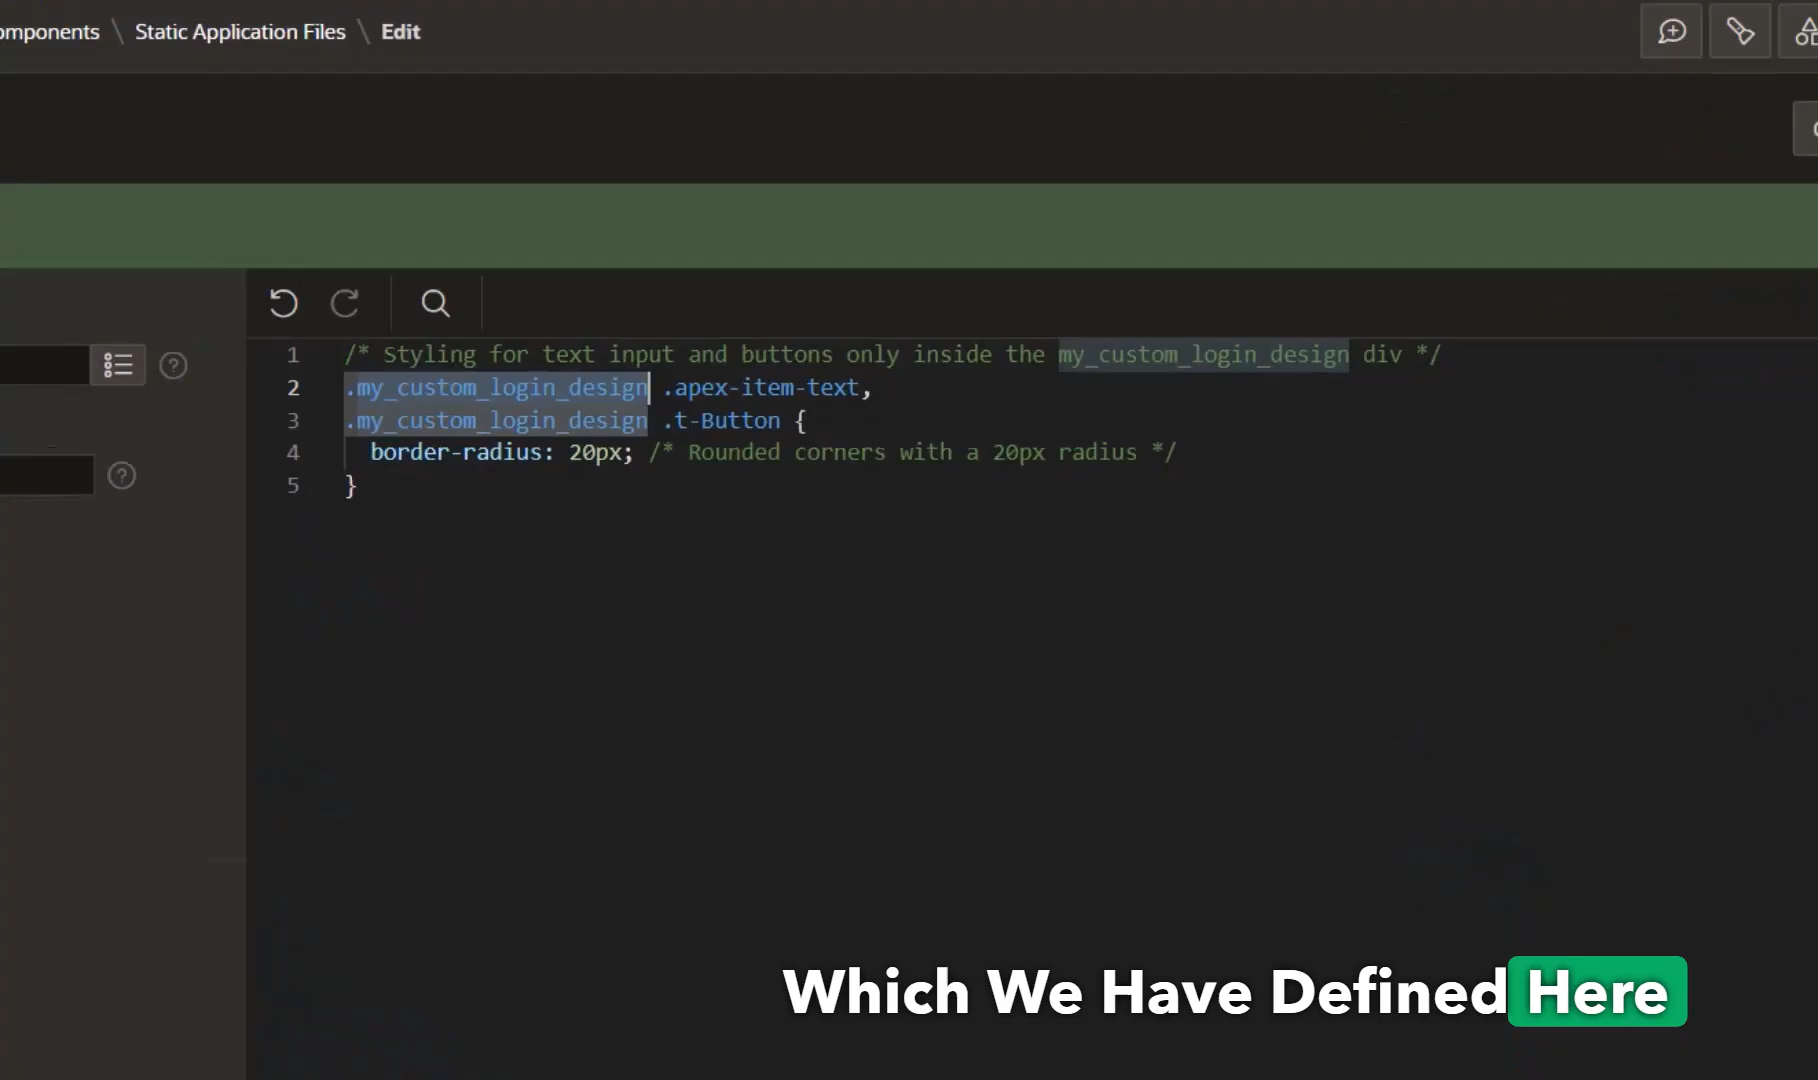 omponents \ Static Application Files \ Edit
1 /* Styling for text input and buttons only inside the my_custom_login_design div */
2 .my_custom_login_design .apex-item-text,
3 .my_custom_login_design .t-Button {
4 border-radius: 20px; /* Rounded corners with a 20px radius */
5 }
Which We Have Defined Here